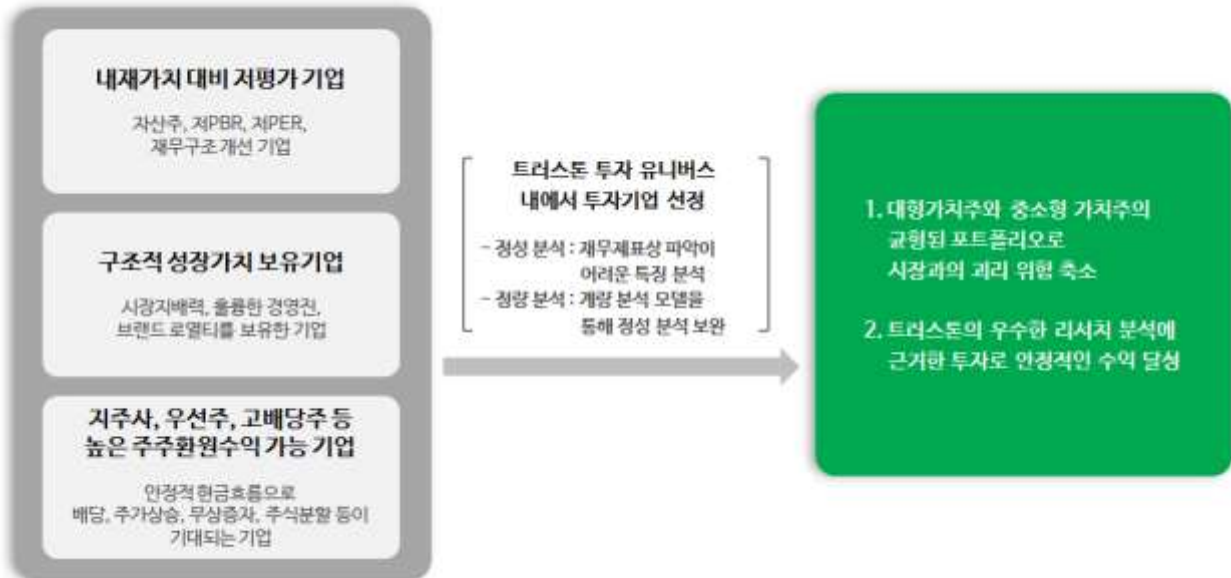 내재가치 대비 저평가 기업
자산주, 저PBR, 저PER,
재무구조 개선 기업
구조적 성장가치 보유기업
시장지배력, 훌륭한 경영진,
브랜드 로열티를 보유한 기업
지주사, 우선주, 고배당주 등
높은 주주환원수익 가능 기업
안정적 현금흐름으로
배당, 주가상승, 무상증자, 주식분할 등이
기대되는 기업
트러스톤 투자 유니버스
내에서 투자기업 선정
- 정성 분석 : 재무제표상 파악이
어려운 특징 분석
- 정량 분석 : 계량 분석 모델을
통해 정성 분석 보완
1. 대형가치주와 중소형 가치주의
균형된 포트폴리오로
시장과의 괴리 위험 축소
2. 트러스톤의 우수한 리서치 분석에
근거한 투자로 안정적인 수익 달성